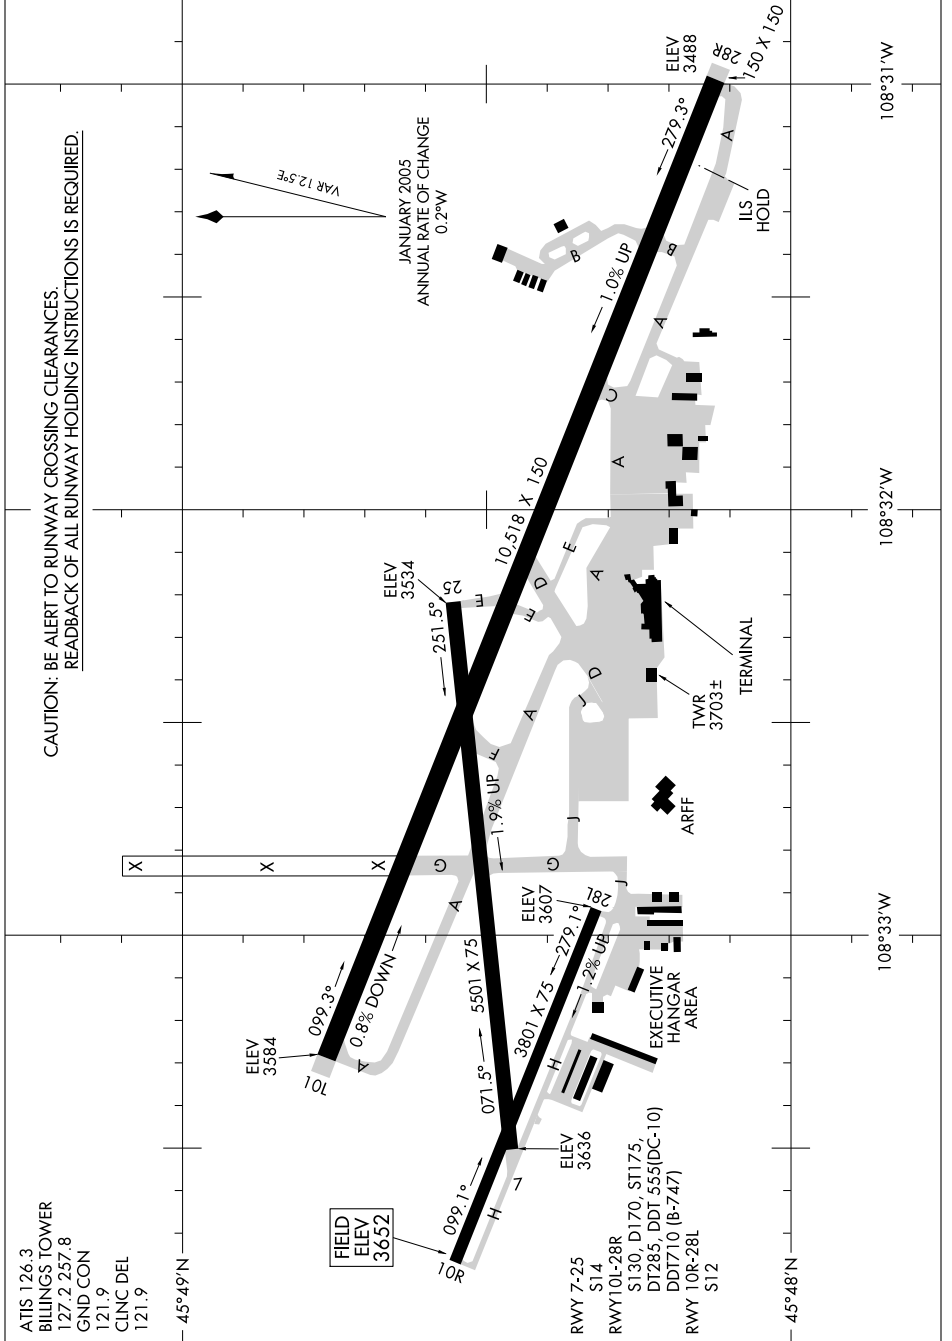 ATIS 126.3
BILLINGS TOWER
127.2 257.8
GND CON
121.9
CLNC DEL
121.9
CAUTION: BE ALERT TO RUNWAY CROSSING CLEARANCES.
READBACK OF ALL RUNWAY HOLDING INSTRUCTIONS IS REQUIRED.
VAR 12.5°E
JANUARY 2005
ANNUAL RATE OF CHANGE
0.2°W
45°49'N
X
X
X
ELEV
3488
28R
150 X 150
279.3°
A
ILS
HOLD
B
B
1.0% UP
A
C
A
10,518 X 150
ELEV
3534
25
251.5°
E
E
D
E
A
A
F
D
J
1.9% UP
G
G
J
J
A
ELEV
3607
28L
279.1°
1.2% UP
3801 X 75
5501 X 75
071.5°
099.3°
0.8% DOWN
ELEV
3584
10L
A
H
ELEV
3636
7
099.1°
H
10R
FIELD
ELEV
3652
TERMINAL
TWR
3703±
ARFF
EXECUTIVE
HANGAR
AREA
RWY 7-25
S14
RWY10L-28R
S130, D170, ST175,
DT285, DDT 555(DC-10)
DDT710 (B-747)
RWY 10R-28L
S12
45°48'N
108°31'W
108°32'W
108°33'W